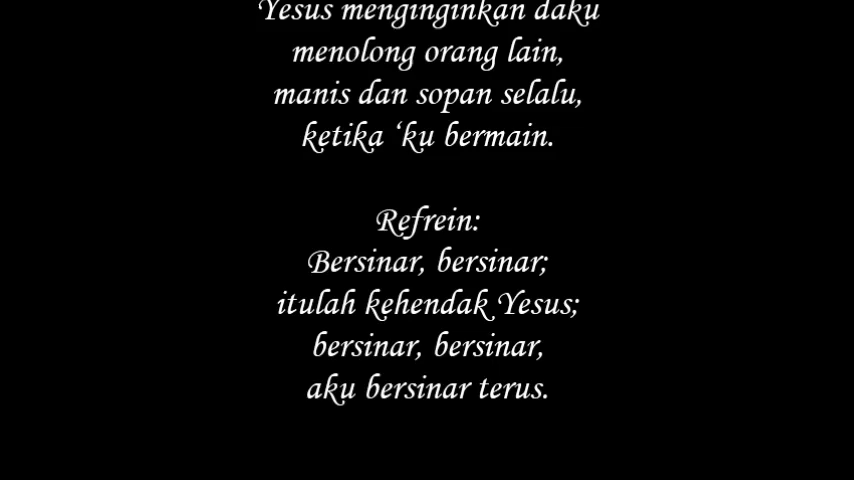 Yesus menginginkan daku
menolong orang lain,
manis dan sopan selalu,
ketika ‘ku bermain.
Refrein:
Bersinar, bersinar;
itulah kehendak Yesus;
bersinar, bersinar,
aku bersinar terus.